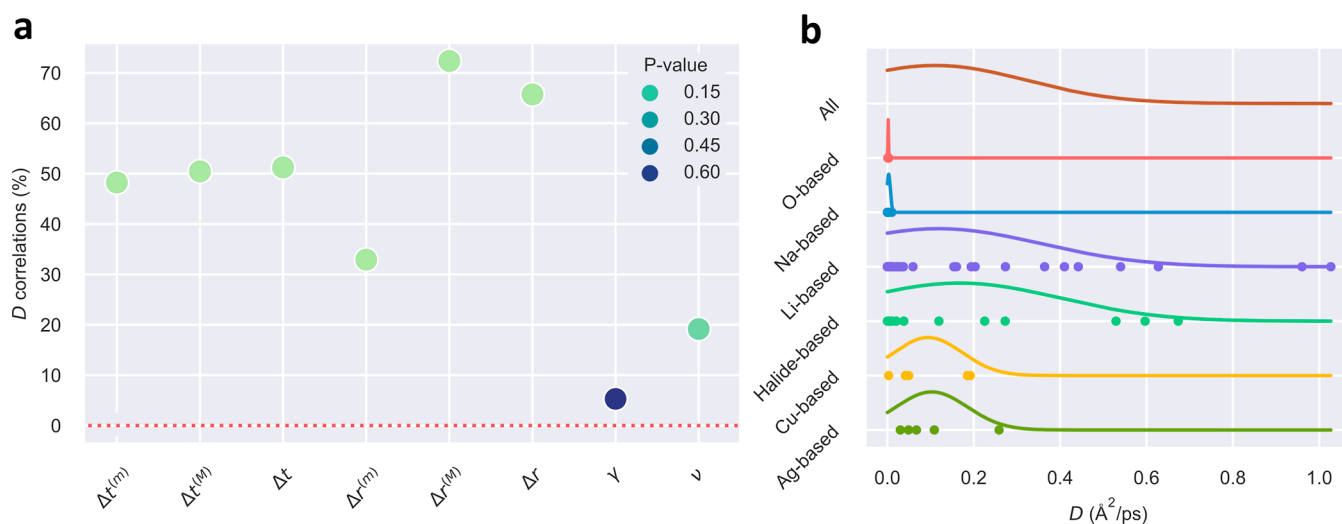 a
D correlations (%)
70
60
50
40
30
20
10
0
P-value
0.15
0.30
0.45
0.60
Δt(m)
Δt(M)
Δt
Δr(m)
Δr(M)
Δr
γ
ν
b
All
O-based
Na-based
Li-based
Halide-based
Cu-based
Ag-based
0.0
0.2
0.4
0.6
0.8
1.0
D (Å²/ps)